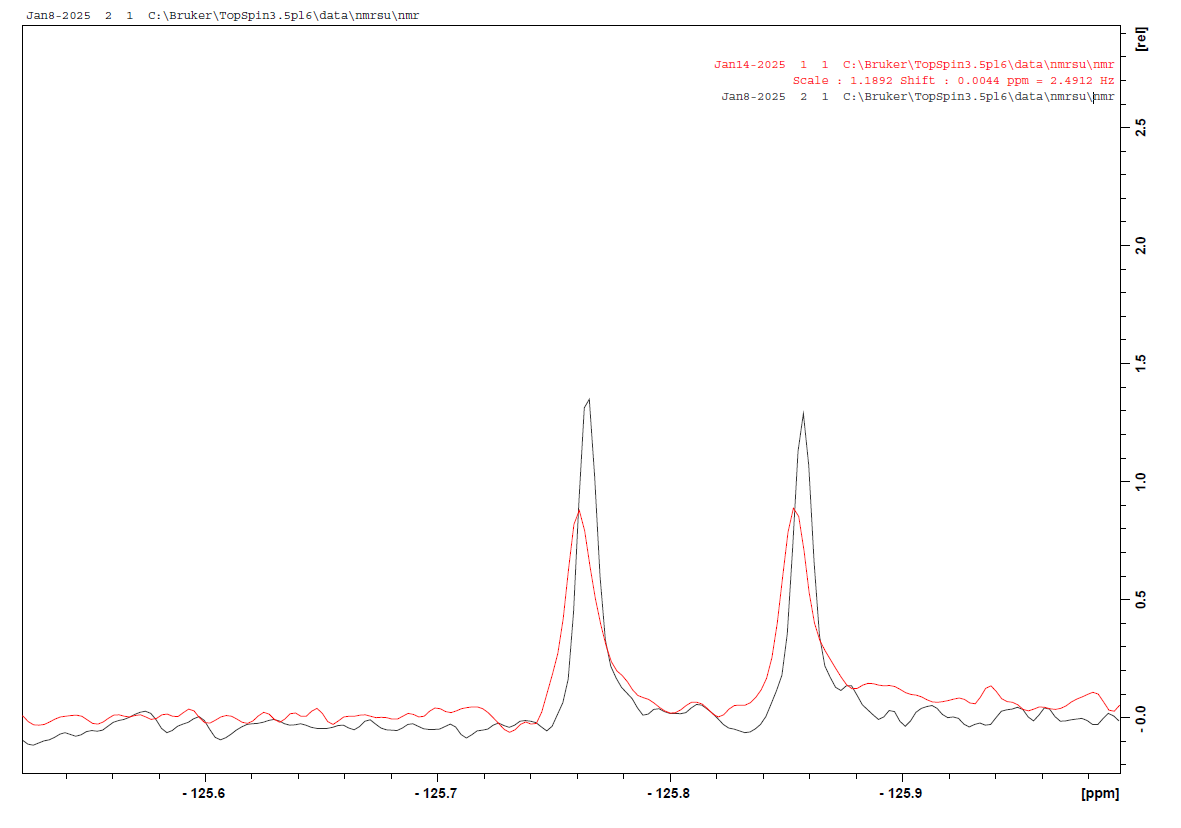 Jan8-2025 2 1 C:\Bruker\TopSpin3.5pl6\data\nmrsu\nmr
[rel]
Jan14-2025 1 1 C:\Bruker\TopSpin3.5pl6\data\nmrsu\nmr
Scale : 1.1892 Shift : 0.0044 ppm = 2.4912 Hz
Jan8-2025 2 1 C:\Bruker\TopSpin3.5pl6\data\nmrsu\nmr
2.5
2.0
1.5
1.0
0.5
- 0.0
- 125.6 - 125.7 - 125.8 - 125.9 [ppm]